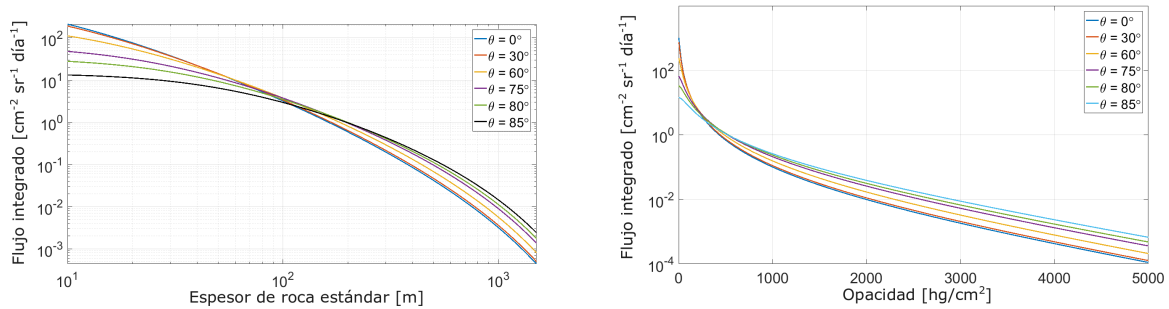 Flujo integrado [cm⁻² sr⁻¹ día⁻¹]
10²
10¹
10⁰
10⁻¹
10⁻²
10⁻³
10¹
10²
10³
Espesor de roca estándar [m]
θ = 0°
θ = 30°
θ = 60°
θ = 75°
θ = 80°
θ = 85°
Flujo integrado [cm⁻² sr⁻¹ día⁻¹]
10²
10⁰
10⁻²
10⁻⁴
0
1000
2000
3000
4000
5000
Opacidad [hg/cm²]
θ = 0°
θ = 30°
θ = 60°
θ = 75°
θ = 80°
θ = 85°